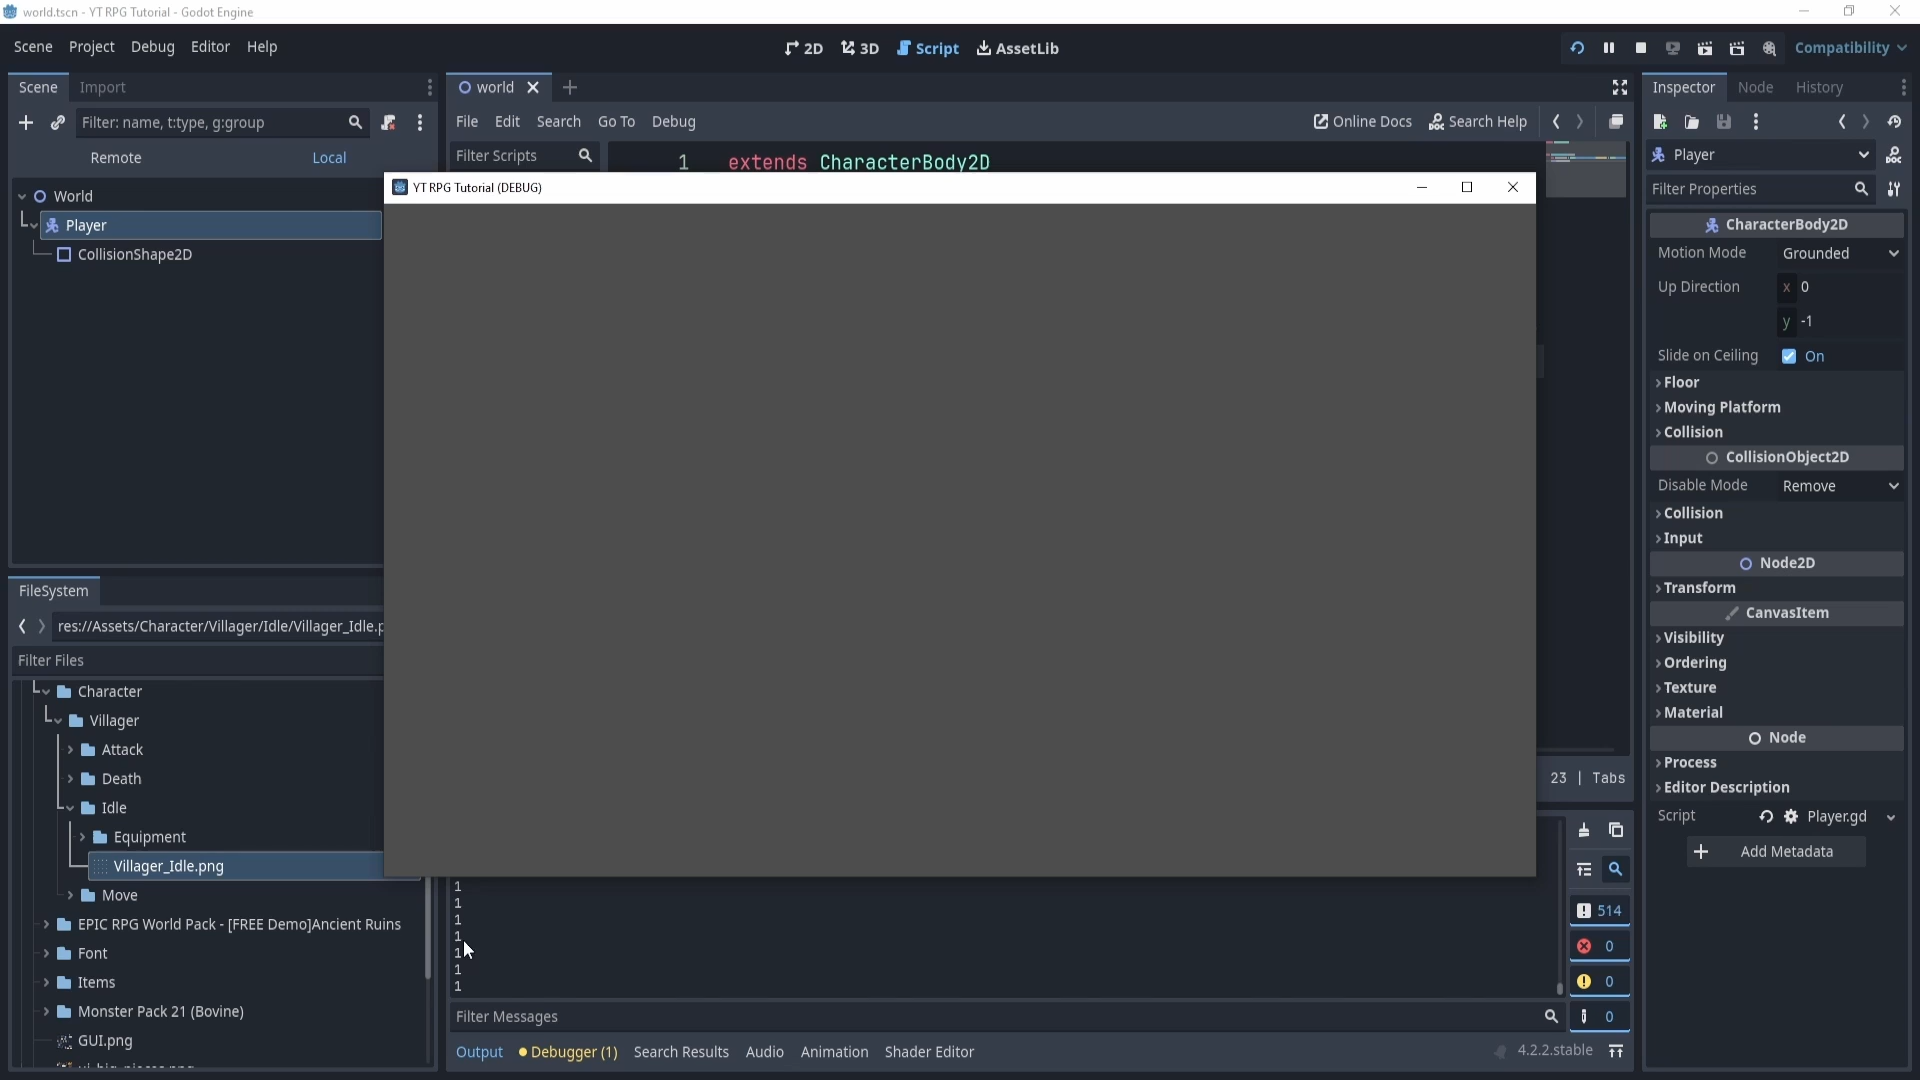 world.tscn - YT RPG Tutorial - Godot Engine
Scene Project Debug Editor Help
2D 3D Script AssetLib
Compatibility
Scene Import
world
Inspector Node History
Filter: name, t:type, g:group
File Edit Search Go To Debug
Online Docs Search Help
Remote Local
Filter Scripts
1 extends CharacterBody2D
Player
Filter Properties
YT RPG Tutorial (DEBUG)
World
Player
CollisionShape2D
CharacterBody2D
Motion Mode Grounded
Up Direction x 0
y -1
Slide on Ceiling On
Floor
Moving Platform
Collision
CollisionObject2D
Disable Mode Remove
Collision
Input
Node2D
Transform
CanvasItem
Visibility
Ordering
Texture
Material
Node
Process
Editor Description
Script Player.gd
Add Metadata
FileSystem
res://Assets/Character/Villager/Idle/Villager_Idle.p
Filter Files
Character
Villager
Attack
Death
Idle
Equipment
Villager_Idle.png
Move
EPIC RPG World Pack - [FREE Demo]Ancient Ruins
Font
Items
Monster Pack 21 (Bovine)
GUI.png
23 | Tabs
1
1
1
1
1
1
1
514
0
0
0
Filter Messages
Output Debugger (1) Search Results Audio Animation Shader Editor
4.2.2.stable